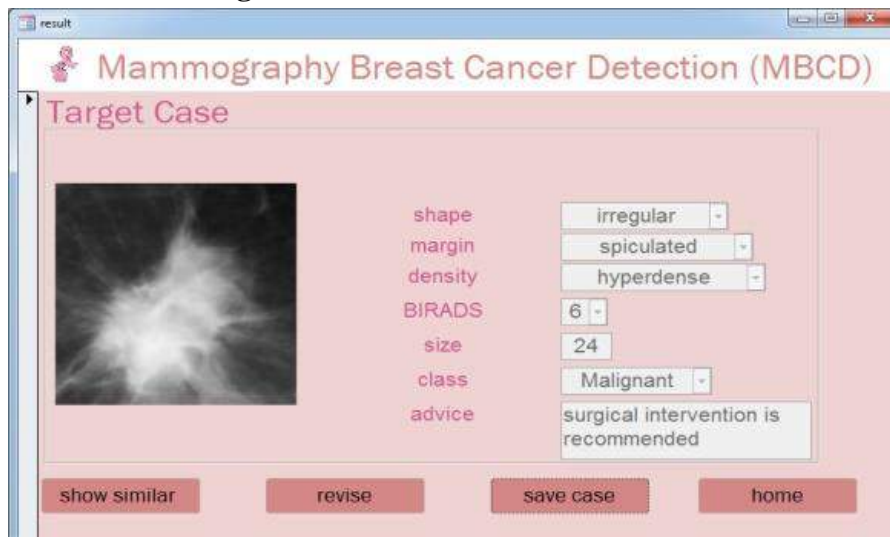 result
Mammography Breast Cancer Detection (MBCD)
Target Case
shape irregular
margin spiculated
density hyperdense
BIRADS 6
size 24
class Malignant
advice surgical intervention is
recommended
show similar revise save case home